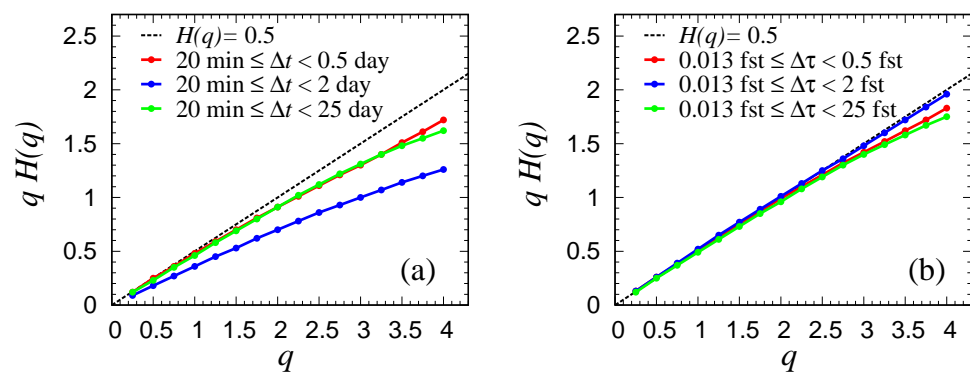 2.5
2
1.5
1
0.5
0
q H(q)
H(q)= 0.5
20 min ≤ Δt < 0.5 day
20 min ≤ Δt < 2 day
20 min ≤ Δt < 25 day
(a)
0 0.5 1 1.5 2 2.5 3 3.5 4
q
2.5
2
1.5
1
0.5
0
q H(q)
H(q)= 0.5
0.013 fst ≤ Δτ < 0.5 fst
0.013 fst ≤ Δτ < 2 fst
0.013 fst ≤ Δτ < 25 fst
(b)
0 0.5 1 1.5 2 2.5 3 3.5 4
q